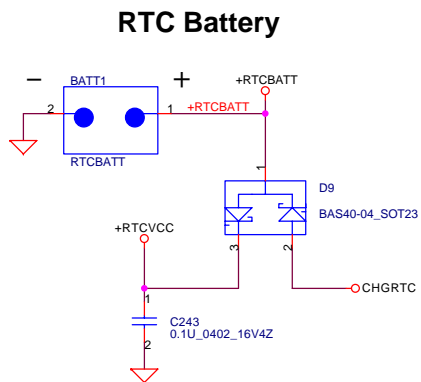 RTC Battery
− BATT1 +
+RTCBATT
2
1 +RTCBATT
RTCBATT
1
D9
BAS40-04_SOT23
+RTCVCC
3
2
CHGRTC
1
C243
0.1U_0402_16V4Z
2